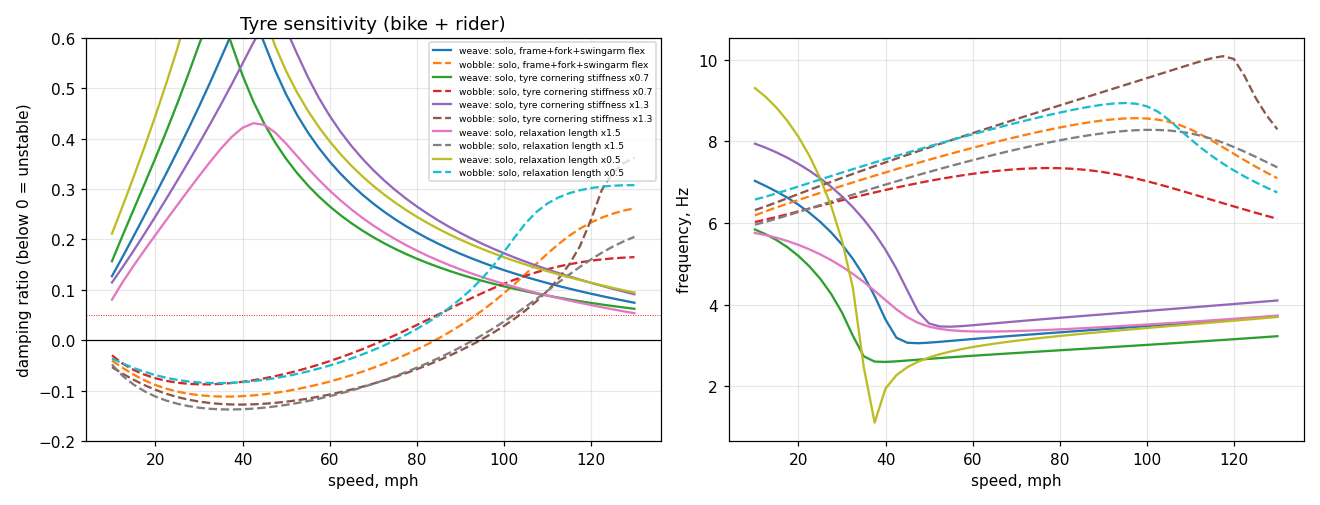 Tyre sensitivity (bike + rider)
weave: solo, frame+fork+swingarm flex
wobble: solo, frame+fork+swingarm flex
weave: solo, tyre cornering stiffness x0.7
wobble: solo, tyre cornering stiffness x0.7
weave: solo, tyre cornering stiffness x1.3
wobble: solo, tyre cornering stiffness x1.3
weave: solo, relaxation length x1.5
wobble: solo, relaxation length x1.5
weave: solo, relaxation length x0.5
wobble: solo, relaxation length x0.5
damping ratio (below 0 = unstable)
0.6
0.5
0.4
0.3
0.2
0.1
0.0
−0.1
−0.2
20 40 60 80 100 120
speed, mph
frequency, Hz
10
8
6
4
2
20 40 60 80 100 120
speed, mph